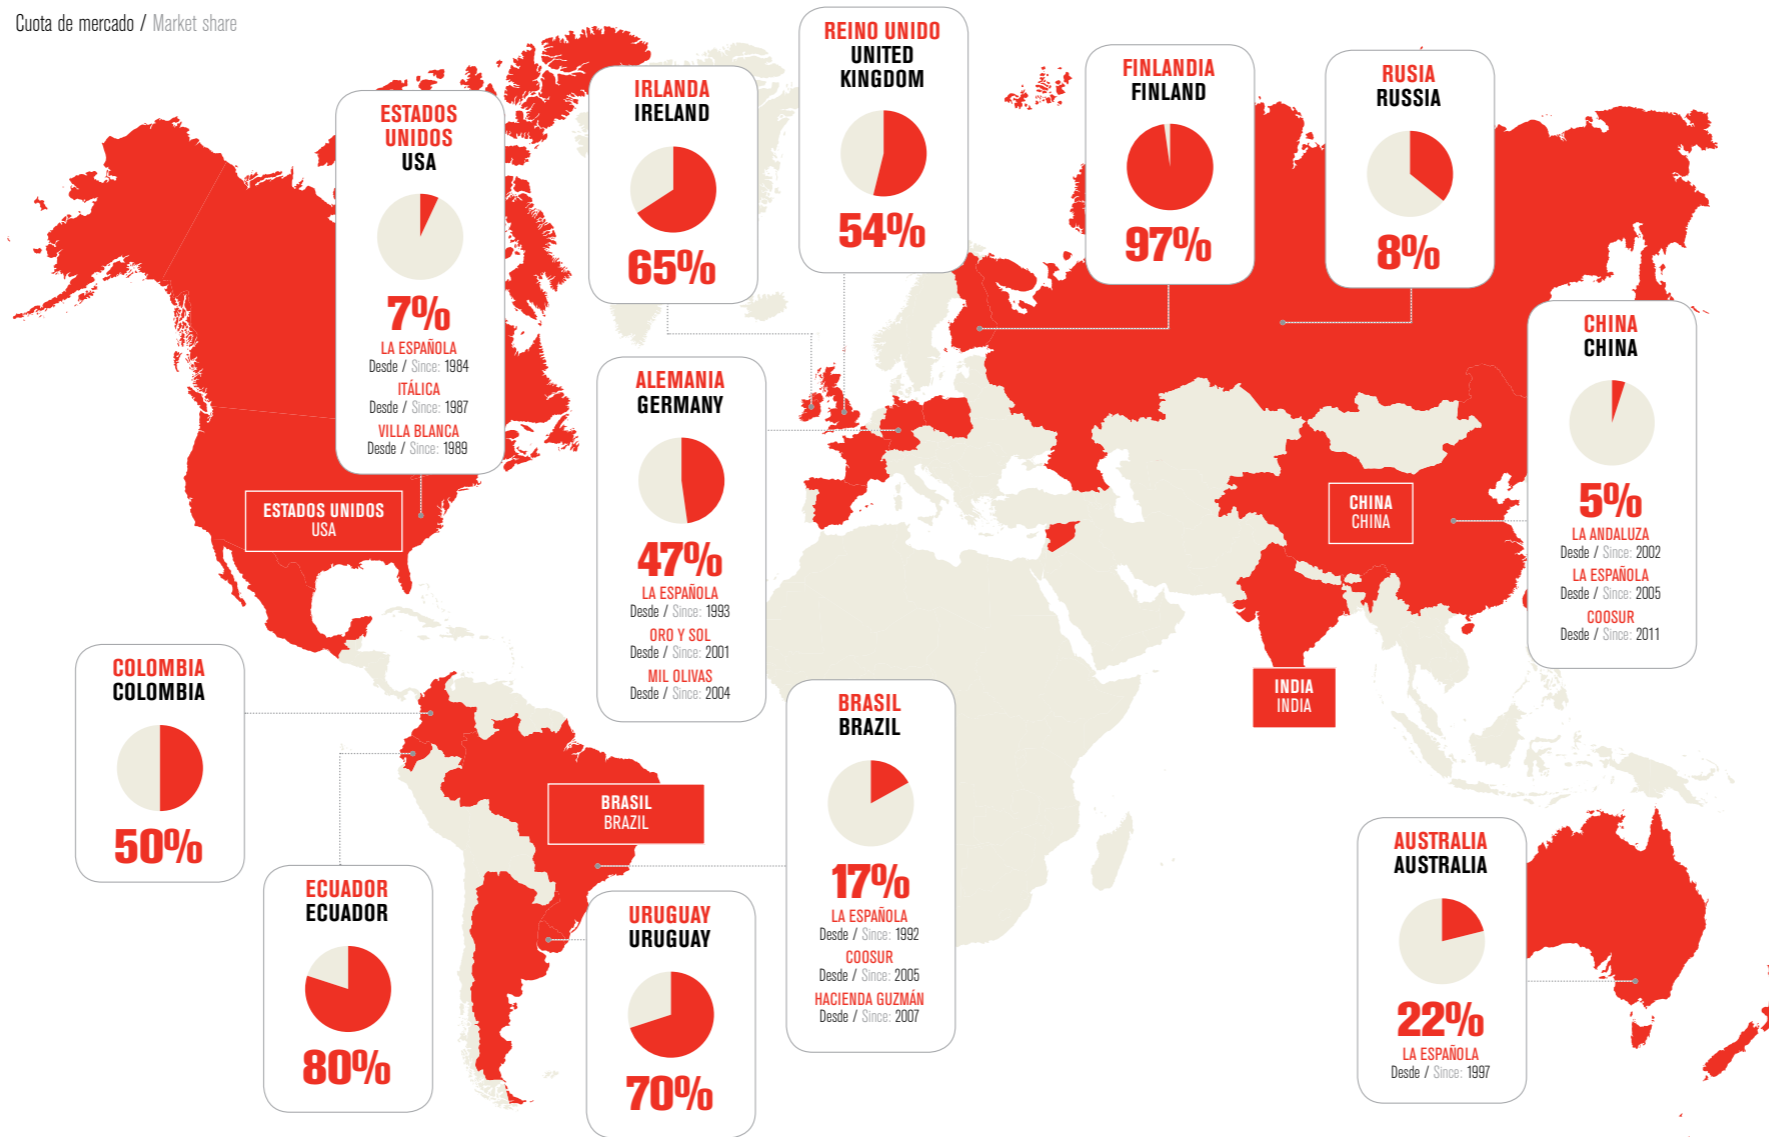 Cuota de mercado / Market share
ESTADOS
UNIDOS
USA
7%
LA ESPAÑOLA
Desde / Since: 1984
ITÁLICA
Desde / Since: 1987
VILLA BLANCA
Desde / Since: 1989
IRLANDA
IRELAND
65%
REINO UNIDO
UNITED
KINGDOM
54%
FINLANDIA
FINLAND
97%
RUSIA
RUSSIA
8%
CHINA
CHINA
5%
LA ANDALUZA
Desde / Since: 2002
LA ESPAÑOLA
Desde / Since: 2005
COOSUR
Desde / Since: 2011
ALEMANIA
GERMANY
47%
LA ESPAÑOLA
Desde / Since: 1993
ORO Y SOL
Desde / Since: 2001
MIL OLIVAS
Desde / Since: 2004
ESTADOS UNIDOS
USA
CHINA
CHINA
INDIA
INDIA
COLOMBIA
COLOMBIA
50%
BRASIL
BRAZIL
BRASIL
BRAZIL
17%
LA ESPAÑOLA
Desde / Since: 1992
COOSUR
Desde / Since: 2005
HACIENDA GUZMÁN
Desde / Since: 2007
ECUADOR
ECUADOR
80%
URUGUAY
URUGUAY
70%
AUSTRALIA
AUSTRALIA
22%
LA ESPAÑOLA
Desde / Since: 1997